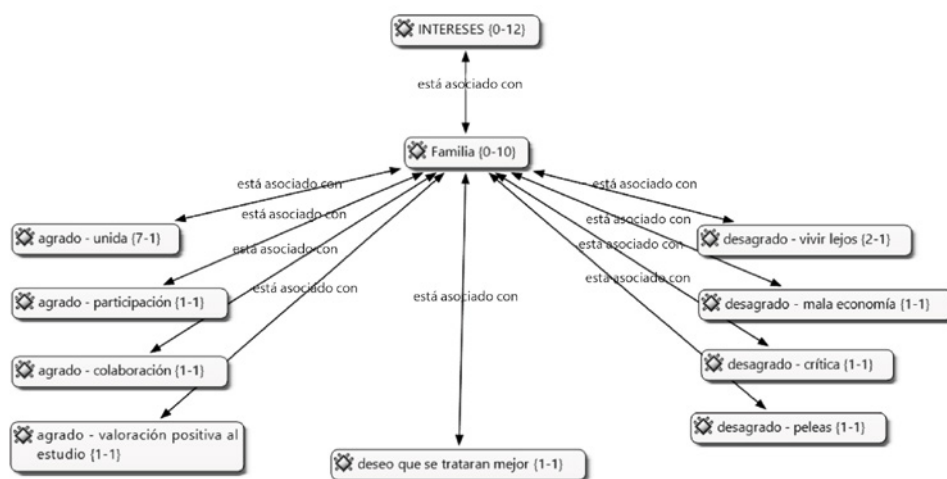 INTERESES {0-12}
está asociado con
Familia {0-10}
está asociado con
está asociado con
agrado - unida {7-1}
está asociado con
está asociado con
desagrado - vivir lejos {2-1}
está asociado con
está asociado con
está asociado con
está asociado con
agrado - participación {1-1}
está asociado con
desagrado - mala economía {1-1}
agrado - colaboración {1-1}
desagrado - crítica {1-1}
agrado - valoración positiva al
estudio {1-1}
desagrado - peleas {1-1}
deseo que se trataran mejor {1-1}